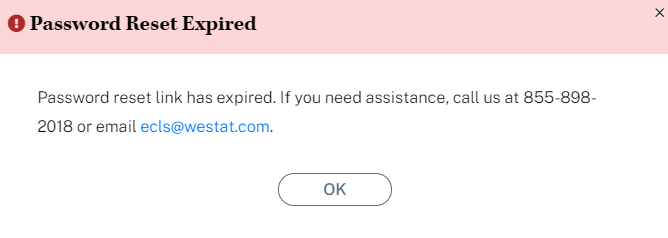 Password Reset Expired
Password reset link has expired. If you need assistance, call us at 855-898-
2018 or email ecls@westat.com.
OK